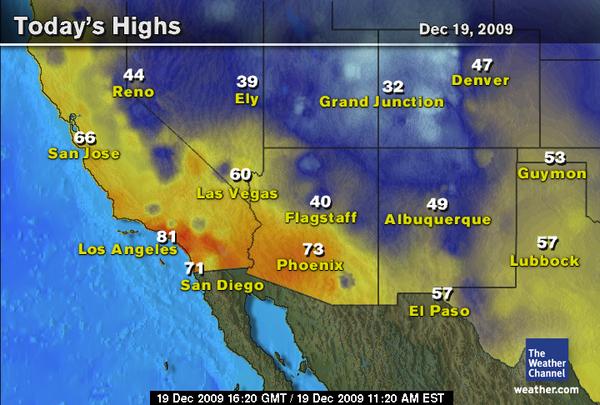 Today's Highs
Dec 19, 2009
44
Reno
39
Ely
32
Grand Junction
47
Denver
66
San Jose
60
Las Vegas
40
Flagstaff
49
Albuquerque
53
Guymon
81
Los Angeles
71
San Diego
73
Phoenix
57
El Paso
57
Lubbock
The
Weather
Channel
weather.com
19 Dec 2009 16:20 GMT / 19 Dec 2009 11:20 AM EST